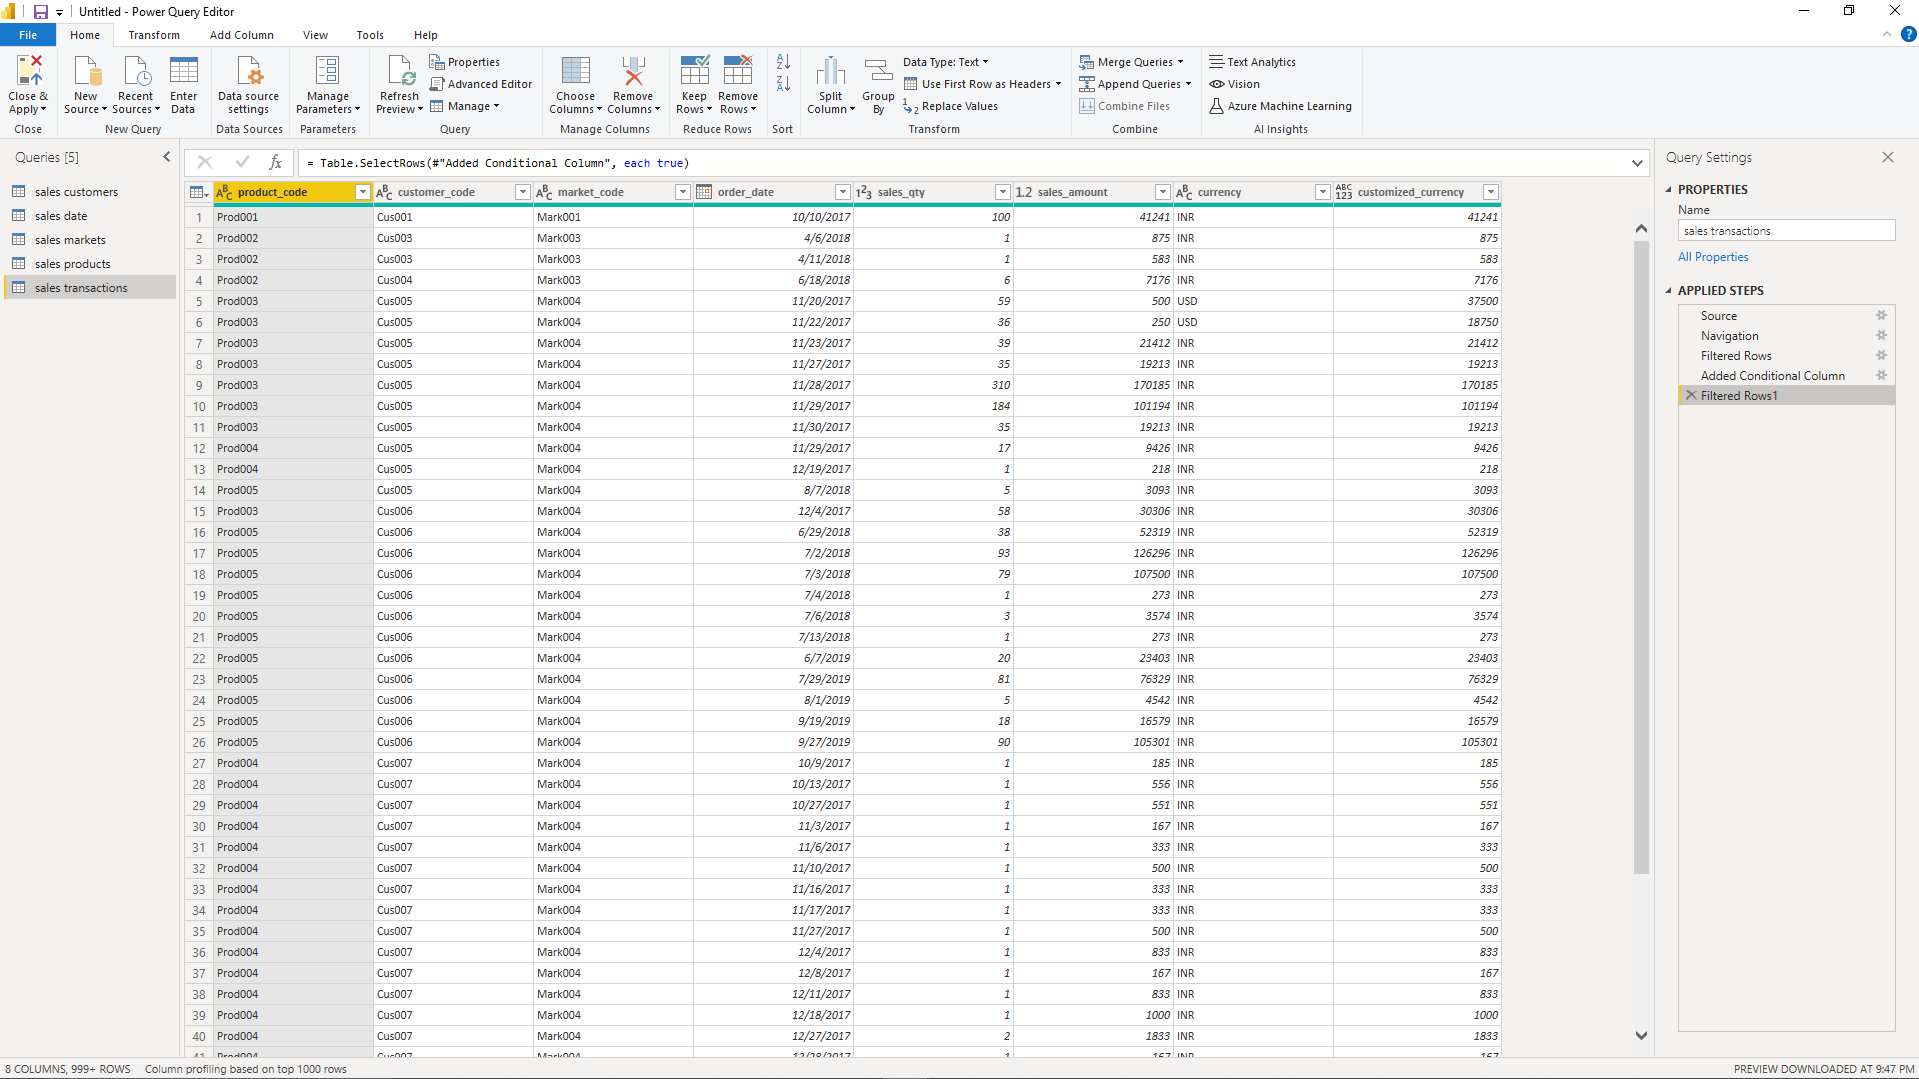 Untitled - Power Query Editor
File Home Transform Add Column View Tools Help
Close & Apply
New Source
Recent Sources
Enter Data
Data source settings
Manage Parameters
Refresh Preview
Properties
Advanced Editor
Manage
Choose Columns
Remove Columns
Keep Rows
Remove Rows
Split Column
Group By
Data Type: Text
Use First Row as Headers
Replace Values
Merge Queries
Append Queries
Combine Files
Text Analytics
Vision
Azure Machine Learning
Close New Query Data Sources Parameters Query Manage Columns Reduce Rows Sort Transform Combine AI Insights
Queries [5]
sales customers
sales date
sales markets
sales products
sales transactions
fx = Table.SelectRows(#"Added Conditional Column", each true)
product_code customer_code market_code order_date 1²3 sales_qty 1.2 sales_amount currency ABC 123 customized_currency
1 Prod001 Cus001 Mark001 10/10/2017 100 41241 INR 41241
2 Prod002 Cus003 Mark003 4/6/2018 1 875 INR 875
3 Prod002 Cus003 Mark003 4/11/2018 1 583 INR 583
4 Prod002 Cus004 Mark003 6/18/2018 6 7176 INR 7176
5 Prod003 Cus005 Mark004 11/20/2017 59 500 USD 37500
6 Prod003 Cus005 Mark004 11/22/2017 36 250 USD 18750
7 Prod003 Cus005 Mark004 11/23/2017 39 21412 INR 21412
8 Prod003 Cus005 Mark004 11/27/2017 35 19213 INR 19213
9 Prod003 Cus005 Mark004 11/28/2017 310 170185 INR 170185
10 Prod003 Cus005 Mark004 11/29/2017 184 101194 INR 101194
11 Prod003 Cus005 Mark004 11/30/2017 35 19213 INR 19213
12 Prod004 Cus005 Mark004 11/29/2017 17 9426 INR 9426
13 Prod004 Cus005 Mark004 12/19/2017 1 218 INR 218
14 Prod005 Cus005 Mark004 8/7/2018 5 3093 INR 3093
15 Prod003 Cus006 Mark004 12/4/2017 58 30306 INR 30306
16 Prod005 Cus006 Mark004 6/29/2018 38 52319 INR 52319
17 Prod005 Cus006 Mark004 7/2/2018 93 126296 INR 126296
18 Prod005 Cus006 Mark004 7/3/2018 79 107500 INR 107500
19 Prod005 Cus006 Mark004 7/4/2018 1 273 INR 273
20 Prod005 Cus006 Mark004 7/6/2018 3 3574 INR 3574
21 Prod005 Cus006 Mark004 7/13/2018 1 273 INR 273
22 Prod005 Cus006 Mark004 6/7/2019 20 23403 INR 23403
23 Prod005 Cus006 Mark004 7/29/2019 81 76329 INR 76329
24 Prod005 Cus006 Mark004 8/1/2019 5 4542 INR 4542
25 Prod005 Cus006 Mark004 9/19/2019 18 16579 INR 16579
26 Prod005 Cus006 Mark004 9/27/2019 90 105301 INR 105301
27 Prod004 Cus007 Mark004 10/9/2017 1 185 INR 185
28 Prod004 Cus007 Mark004 10/13/2017 1 556 INR 556
29 Prod004 Cus007 Mark004 10/27/2017 1 551 INR 551
30 Prod004 Cus007 Mark004 11/3/2017 1 167 INR 167
31 Prod004 Cus007 Mark004 11/6/2017 1 333 INR 333
32 Prod004 Cus007 Mark004 11/10/2017 1 500 INR 500
33 Prod004 Cus007 Mark004 11/16/2017 1 333 INR 333
34 Prod004 Cus007 Mark004 11/17/2017 1 333 INR 333
35 Prod004 Cus007 Mark004 11/27/2017 1 500 INR 500
36 Prod004 Cus007 Mark004 12/4/2017 1 833 INR 833
37 Prod004 Cus007 Mark004 12/8/2017 1 167 INR 167
38 Prod004 Cus007 Mark004 12/11/2017 1 833 INR 833
39 Prod004 Cus007 Mark004 12/18/2017 1 1000 INR 1000
40 Prod004 Cus007 Mark004 12/27/2017 2 1833 INR 1833
41 Prod004 Cus007 Mark004 12/28/2017 1 167 INR 167
Query Settings
PROPERTIES
Name
sales transactions
All Properties
APPLIED STEPS
Source
Navigation
Filtered Rows
Added Conditional Column
Filtered Rows1
8 COLUMNS, 999+ ROWS Column profiling based on top 1000 rows PREVIEW DOWNLOADED AT 9:47 PM